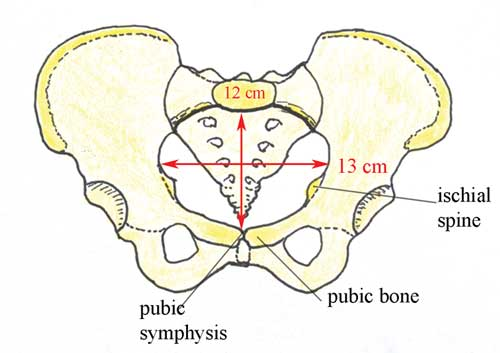 12 cm
13 cm
ischial
spine
pubic bone
pubic
symphysis